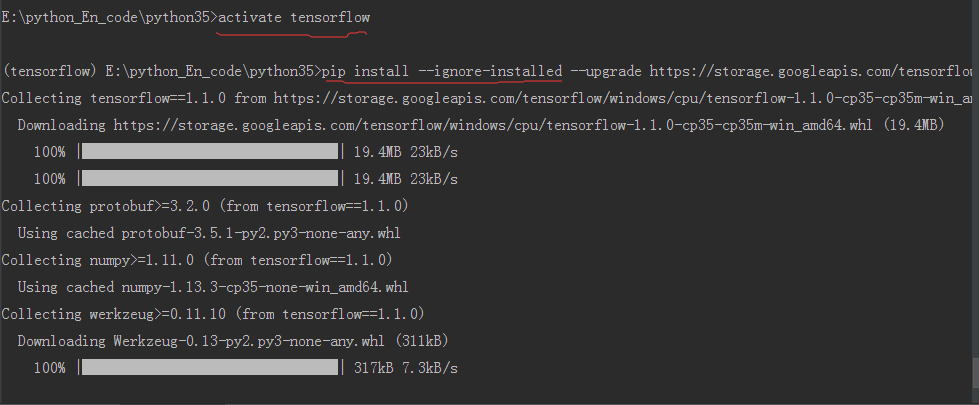 E:\python_En_code\python35>activate tensorflow
(tensorflow) E:\python_En_code\python35>pip install --ignore-installed --upgrade https://storage.googleapis.com/tensorflow
Collecting tensorflow==1.1.0 from https://storage.googleapis.com/tensorflow/windows/cpu/tensorflow-1.1.0-cp35-cp35m-win_am
Downloading https://storage.googleapis.com/tensorflow/windows/cpu/tensorflow-1.1.0-cp35-cp35m-win_amd64.whl (19.4MB)
100% || 19.4MB 23kB/s
100% || 19.4MB 23kB/s
Collecting protobuf>=3.2.0 (from tensorflow==1.1.0)
Using cached protobuf-3.5.1-py2.py3-none-any.whl
Collecting numpy>=1.11.0 (from tensorflow==1.1.0)
Using cached numpy-1.13.3-cp35-none-win_amd64.whl
Collecting werkzeug>=0.11.10 (from tensorflow==1.1.0)
Downloading Werkzeug-0.13-py2.py3-none-any.whl (311kB)
100% || 317kB 7.3kB/s